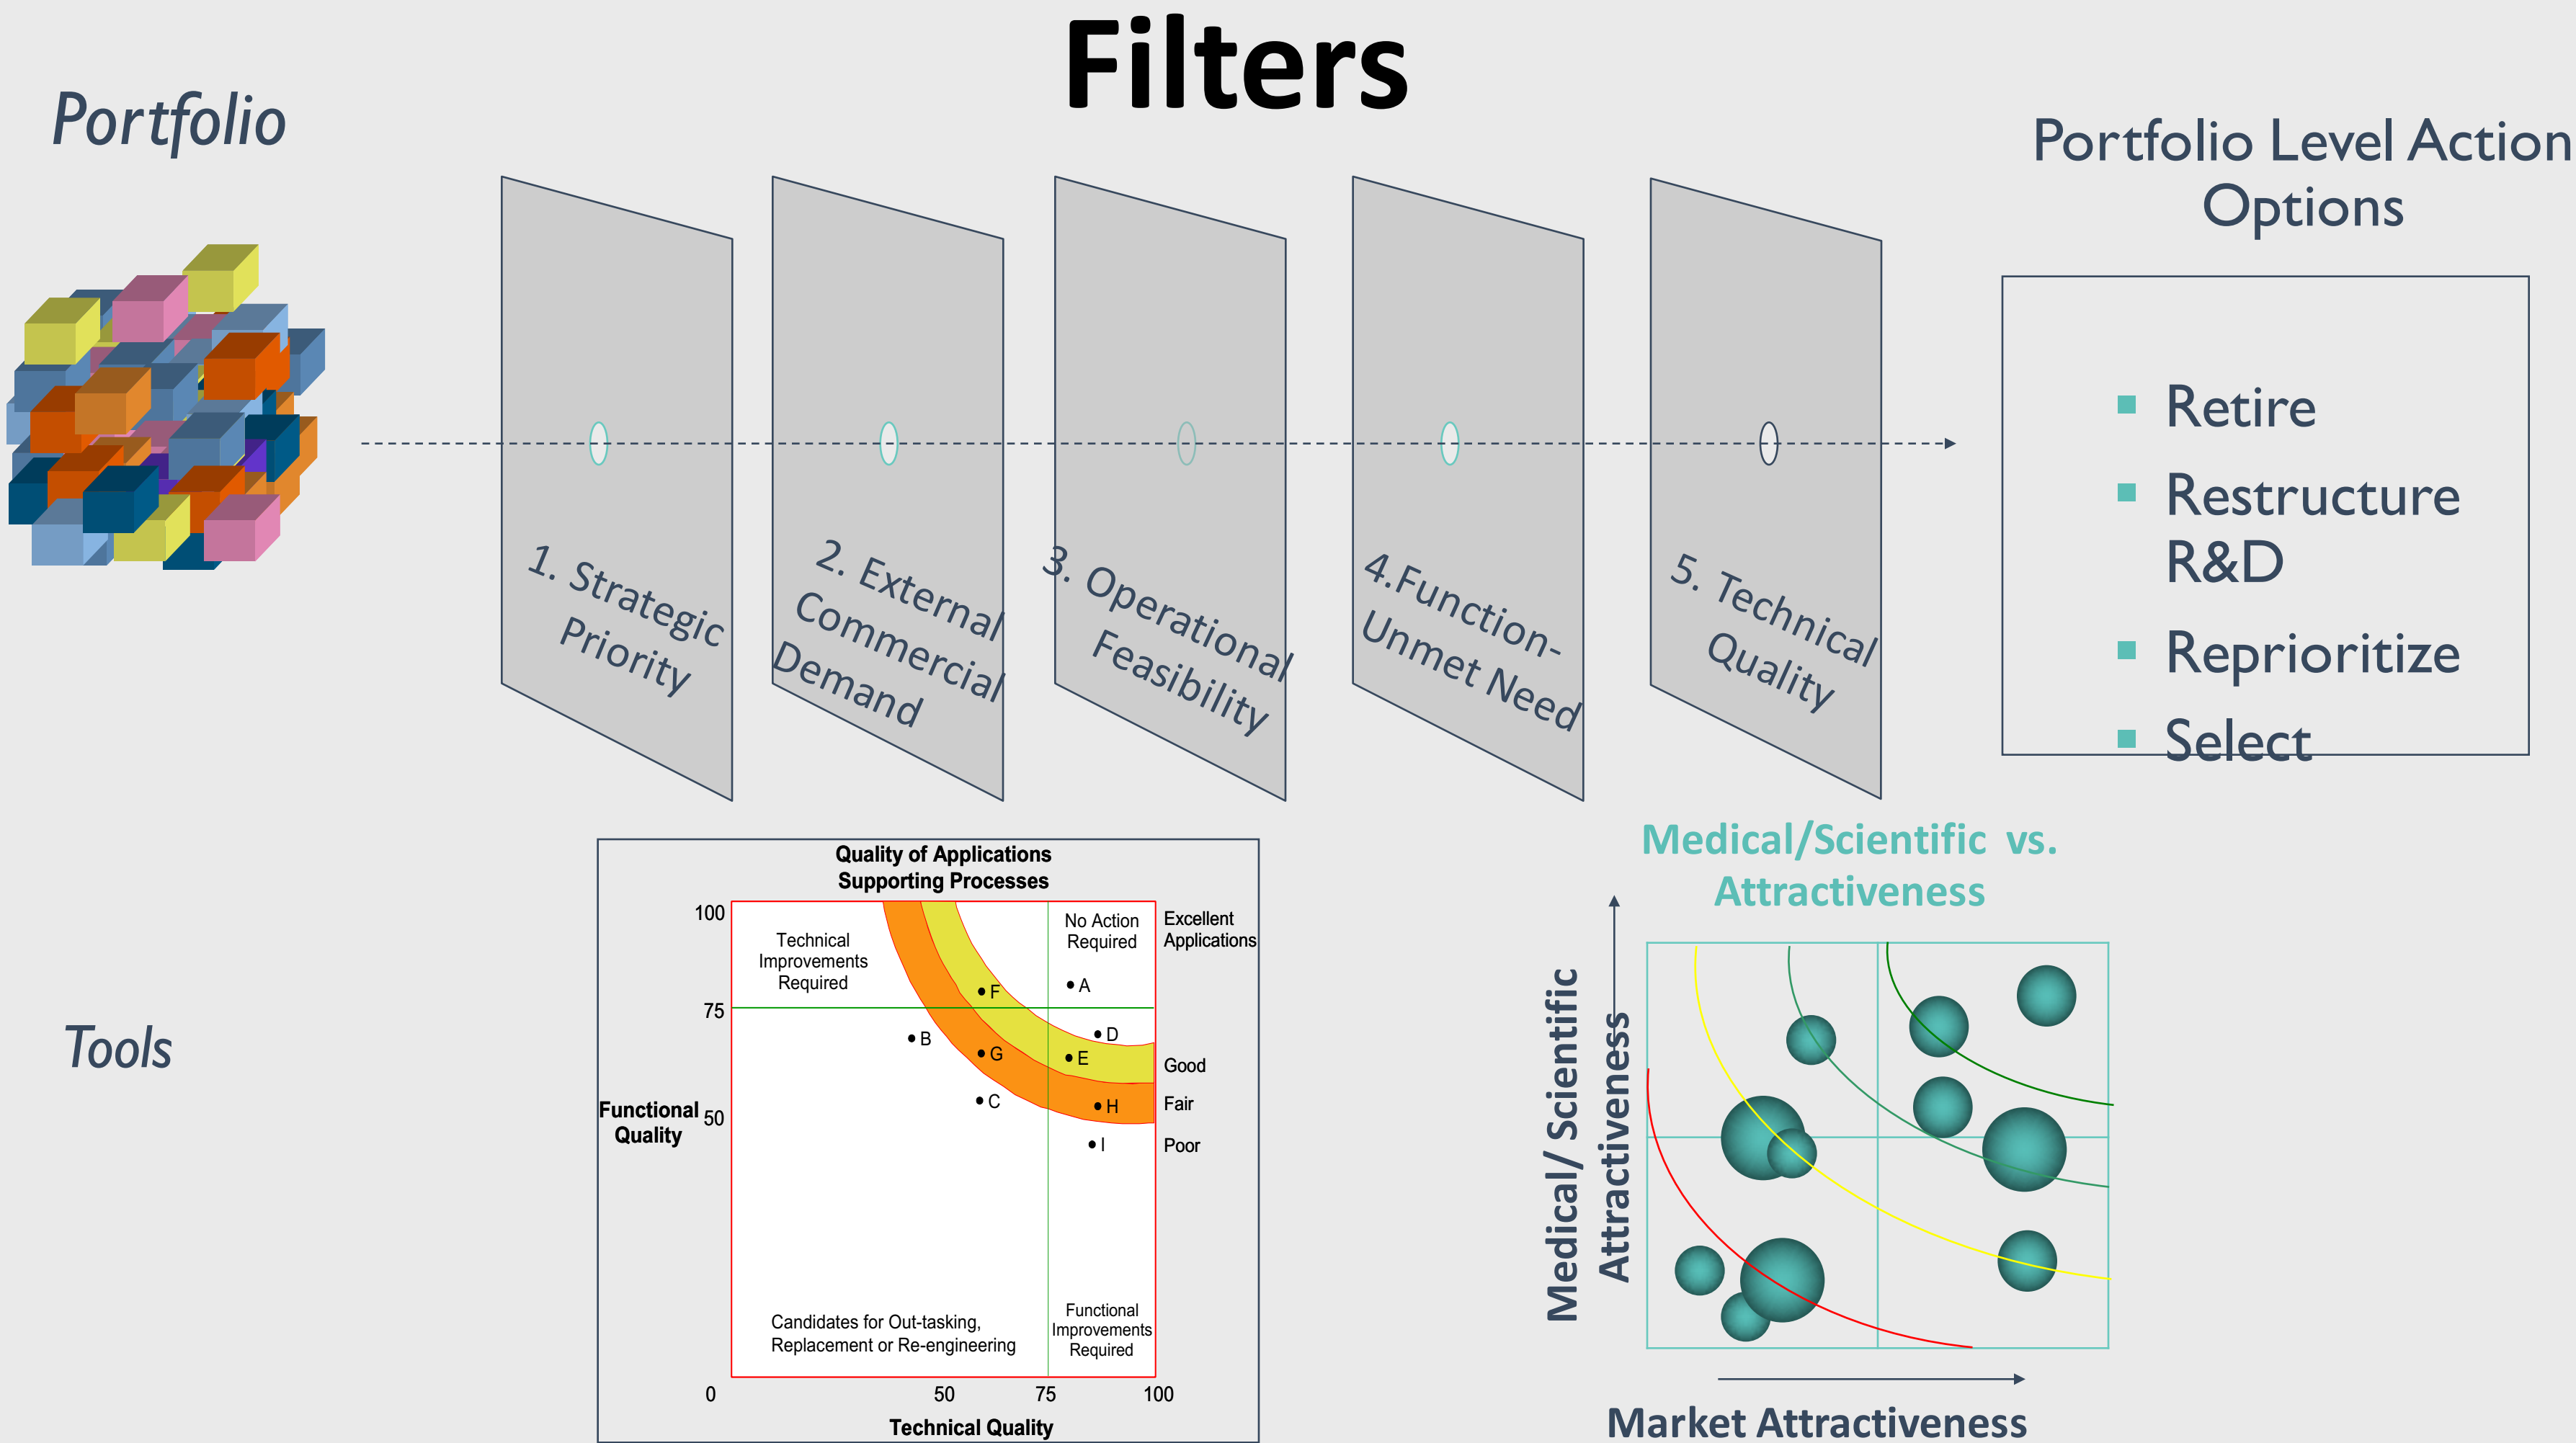 Filters
Portfolio
Portfolio Level Action
Options
1. Strategic
Priority
2. External
Commercial
Demand
3. Operational
Feasibility
4.Function-
Unmet Need
5. Technical
Quality
Retire
Restructure
R&D
Reprioritize
Select
Tools
Quality of Applications
Supporting Processes
100
75
50
0
50
75
100
Functional
Quality
Technical Quality
Technical
Improvements
Required
No Action
Required
Excellent
Applications
Good
Fair
Poor
A
F
D
B
G
E
C
H
I
Candidates for Out-tasking,
Replacement or Re-engineering
Functional
Improvements
Required
Medical/Scientific vs.
Attractiveness
Medical/ Scientific
Attractiveness
Market Attractiveness